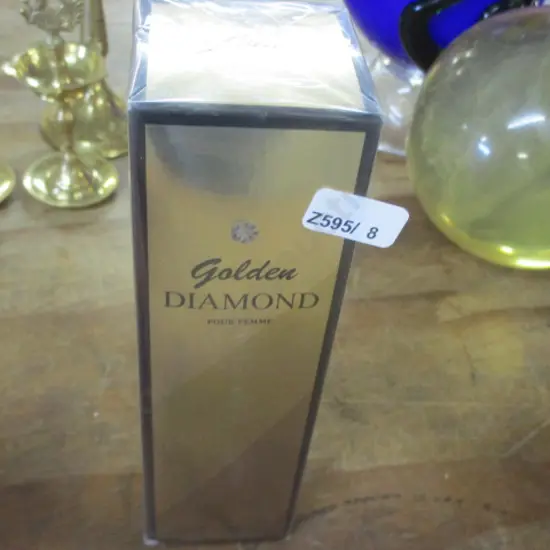 Z595/ 8
Golden
DIAMOND
POUR FEMME